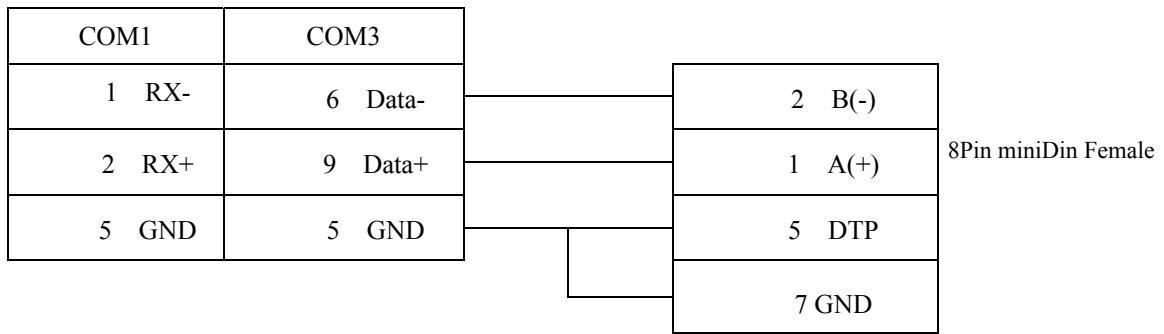 COM1 COM3
1 RX- 6 Data- 2 B(-)
8Pin miniDin Female
2 RX+ 9 Data+ 1 A(+)
5 GND 5 GND 5 DTP
7 GND